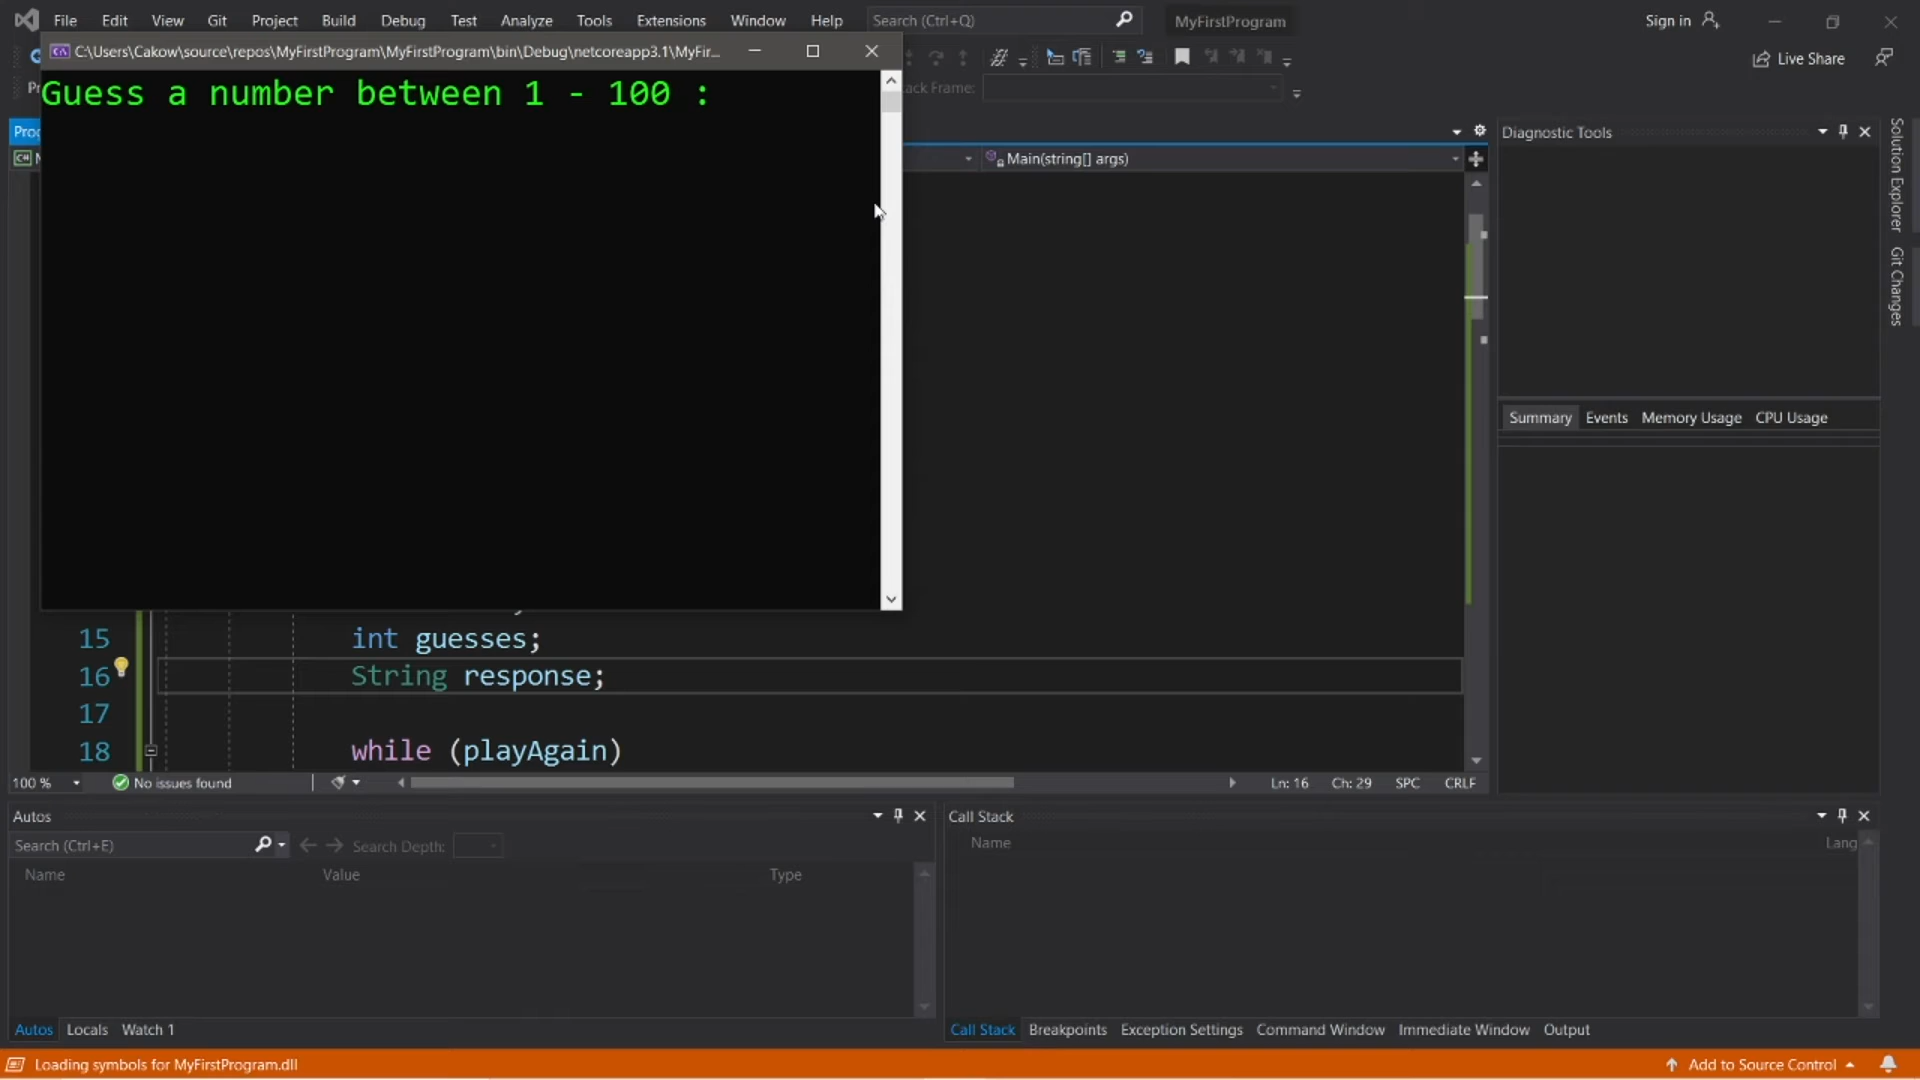 File Edit View Git Project Build Debug Test Analyze Tools Extensions Window Help Search (Ctrl+Q) MyFirstProgram Sign in
C:\Users\Cakow\source\repos\MyFirstProgram\MyFirstProgram\bin\Debug\netcoreapp3.1\MyFir...
Live Share
Guess a number between 1 - 100 :
Frame:
Main(string[] args)
Diagnostic Tools
Solution Explorer
Git Changes
Summary Events Memory Usage CPU Usage
15 int guesses;
16 String response;
17
18 while (playAgain)
100 % No issues found Ln: 16 Ch: 29 SPC CRLF
Autos
Search (Ctrl+E) Search Depth:
Name Value Type
Autos Locals Watch 1
Call Stack
Name Lang
Call Stack Breakpoints Exception Settings Command Window Immediate Window Output
Loading symbols for MyFirstProgram.dll Add to Source Control